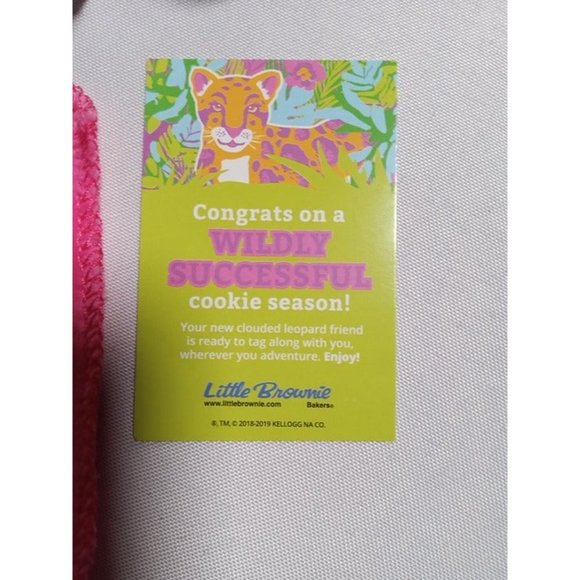 Congrats on a
WILDLY
SUCCESSFUL
cookie season!
Your new clouded leopard friend
is ready to tag along with you,
wherever you adventure. Enjoy!
Little Brownie
www.littlebrownie.com Bakers®
®, TM, © 2018-2019 KELLOGG NA CO.